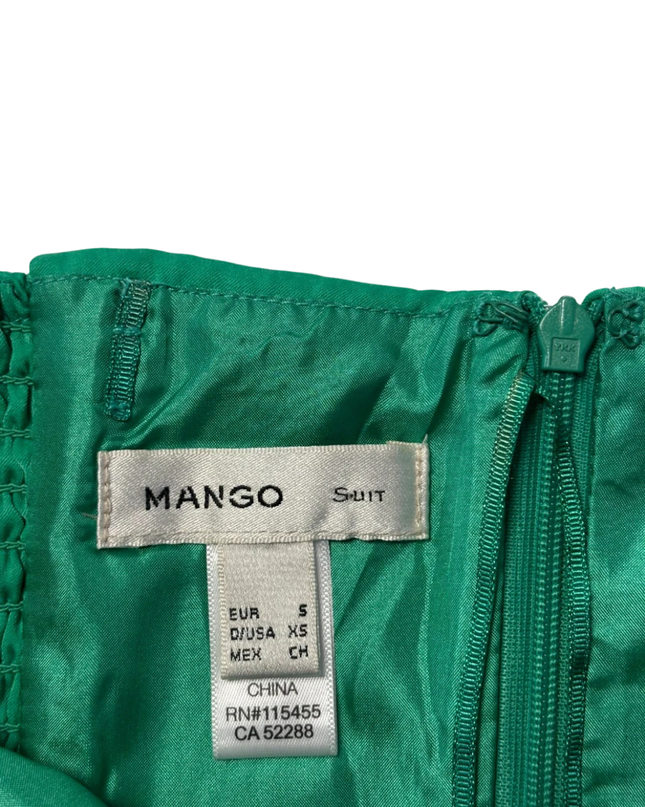 MANGO SUIT
EUR S
D/USA XS
MEX CH
CHINA
RN#115455
CA 52288